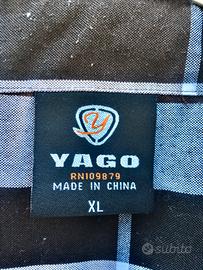 Y
YAGO
RN109879
MADE IN CHINA
XL
subito